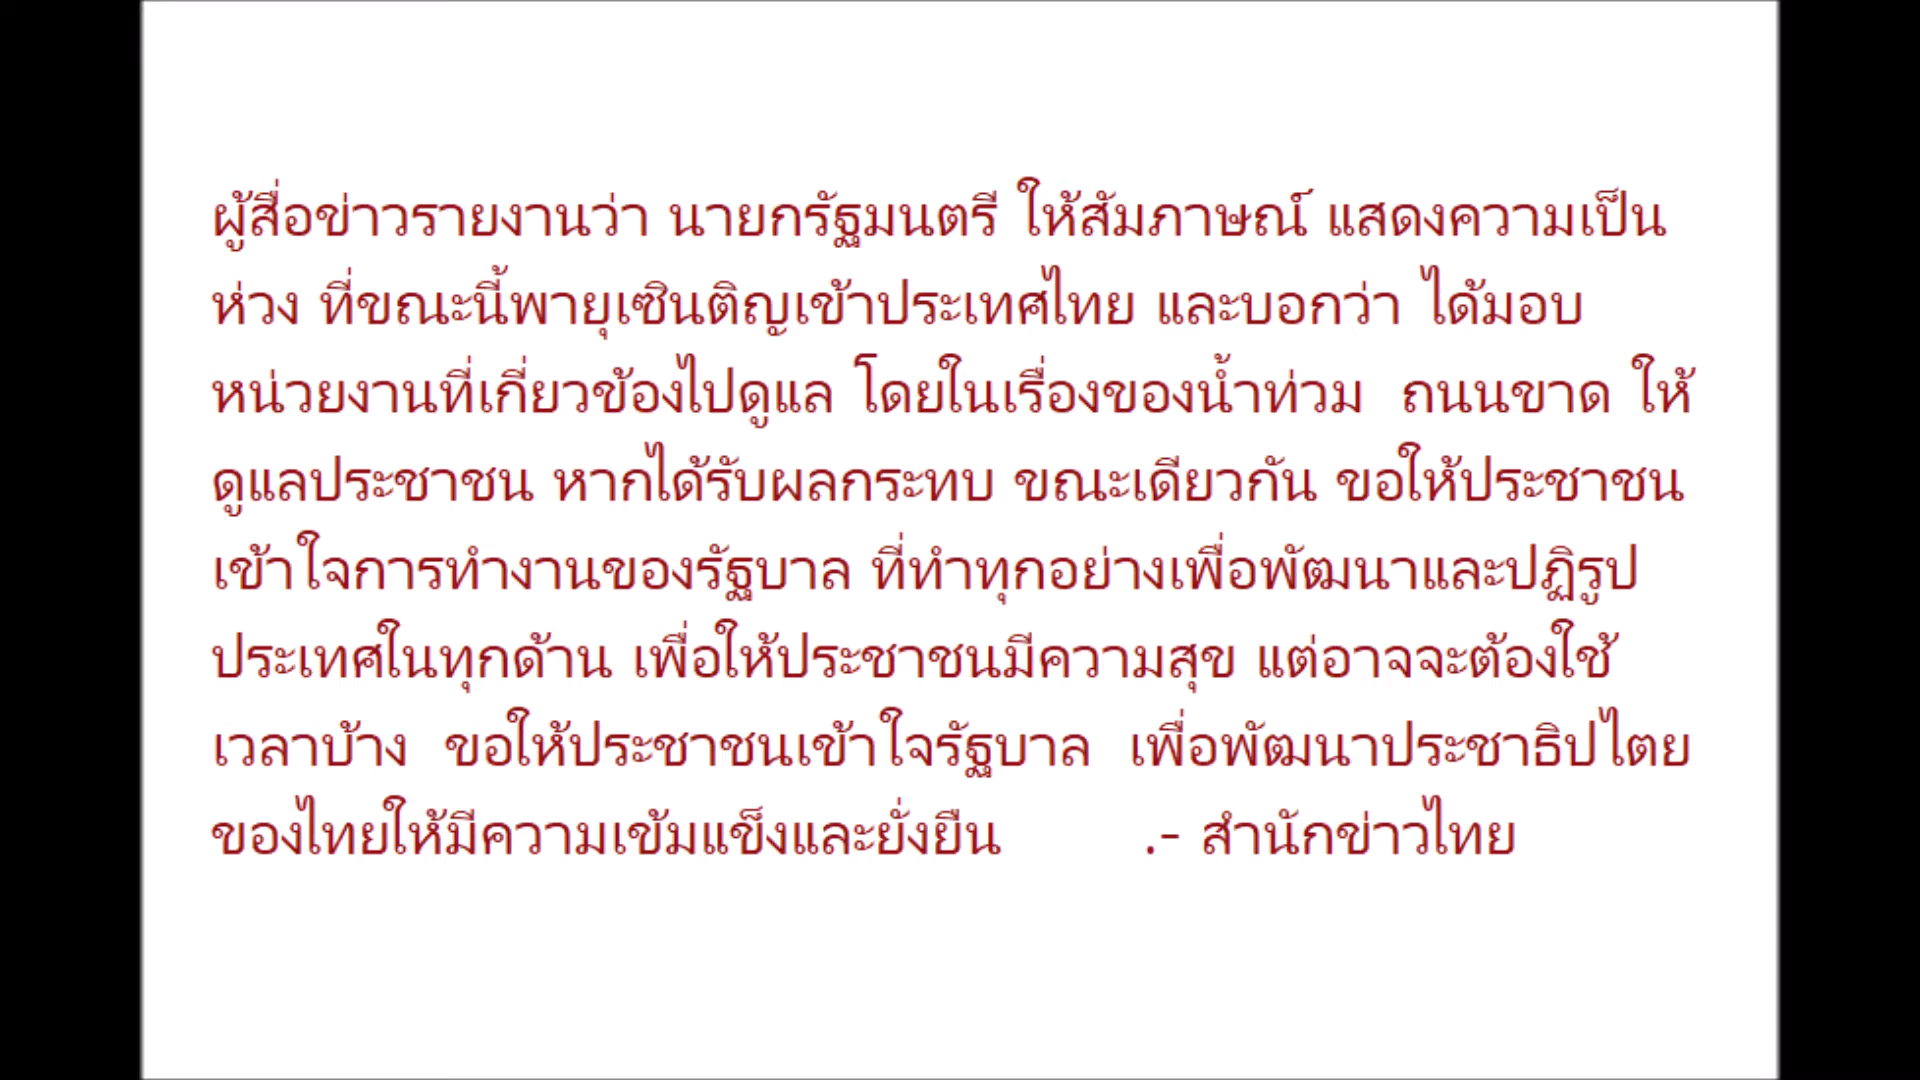 ผู้สื่อข่าวรายงานว่า นายกรัฐมนตรี ให้สัมภาษณ์ แสดงความเป็น
ห่วง ที่ขณะนี้พายุเซินติญเข้าประเทศไทย และบอกว่า ได้มอบ
หน่วยงานที่เกี่ยวข้องไปดูแล โดยในเรื่องของน้ำท่วม  ถนนขาด ให้
ดูแลประชาชน หากได้รับผลกระทบ ขณะเดียวกัน ขอให้ประชาชน
เข้าใจการทำงานของรัฐบาล ที่ทำทุกอย่างเพื่อพัฒนาและปฏิรูป
ประเทศในทุกด้าน เพื่อให้ประชาชนมีความสุข แต่อาจจะต้องใช้
เวลาบ้าง  ขอให้ประชาชนเข้าใจรัฐบาล  เพื่อพัฒนาประชาธิปไตย
ของไทยให้มีความเข้มแข็งและยั่งยืน        .- สำนักข่าวไทย